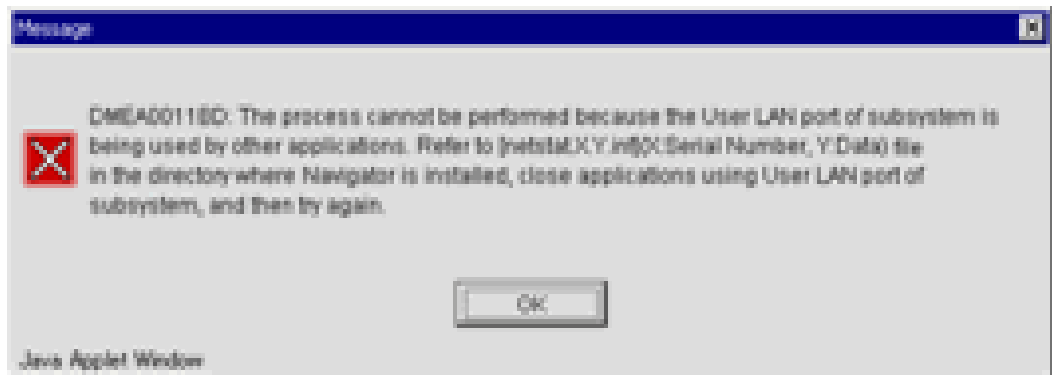 Message
DMEA0011BD: The process cannot be performed because the User LAN port of subsystem is
being used by other applications. Refer to [netstat.X.Y.inf](X:Serial Number, Y:Data) file
in the directory where Navigator is installed, close applications using User LAN port of
subsystem, and then try again.
OK
Java Applet Window